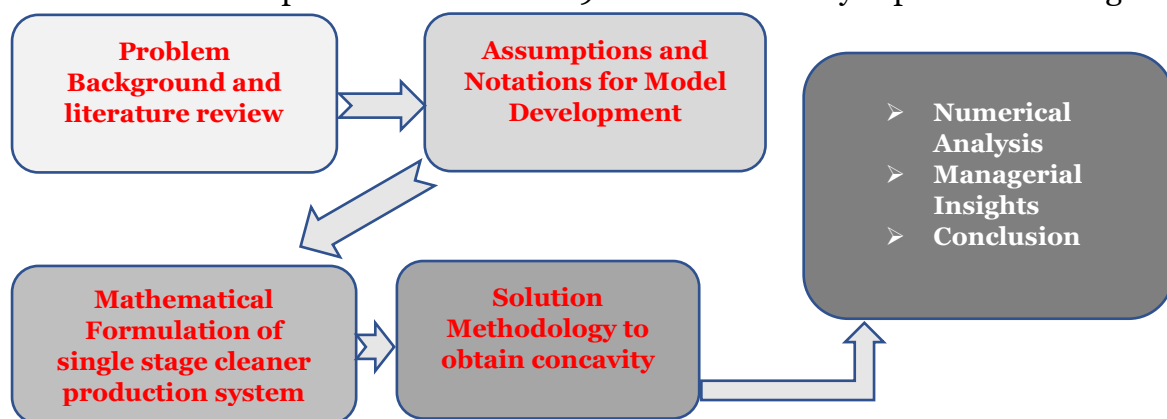 Problem
Background and
literature review
Assumptions and
Notations for Model
Development
Mathematical
Formulation of
single stage cleaner
production system
Solution
Methodology to
obtain concavity
➢ Numerical
Analysis
➢ Managerial
Insights
➢ Conclusion